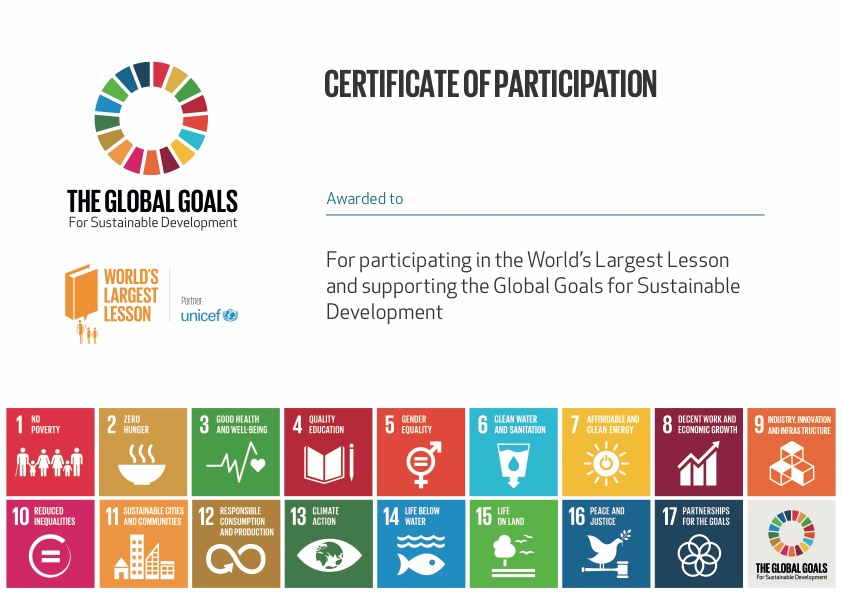 CERTIFICATE OF PARTICIPATION
THE GLOBAL GOALS
For Sustainable Development
Awarded to
For participating in the World's Largest Lesson
and supporting the Global Goals for Sustainable
Development
WORLD'S
LARGEST
LESSON
Partner
unicef
1 NO
POVERTY
2 ZERO
HUNGER
3 GOOD HEALTH
AND WELL-BEING
4 QUALITY
EDUCATION
5 GENDER
EQUALITY
6 CLEAN WATER
AND SANITATION
7 AFFORDABLE AND
CLEAN ENERGY
8 DECENT WORK AND
ECONOMIC GROWTH
9 INDUSTRY, INNOVATION
AND INFRASTRUCTURE
10 REDUCED
INEQUALITIES
11 SUSTAINABLE CITIES
AND COMMUNITIES
12 RESPONSIBLE
CONSUMPTION
AND PRODUCTION
13 CLIMATE
ACTION
14 LIFE BELOW
WATER
15 LIFE
ON LAND
16 PEACE AND
JUSTICE
17 PARTNERSHIPS
FOR THE GOALS
THE GLOBAL GOALS
For Sustainable Development